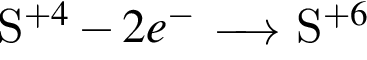 S⁺⁴ − 2e⁻ ⟶ S⁺⁶